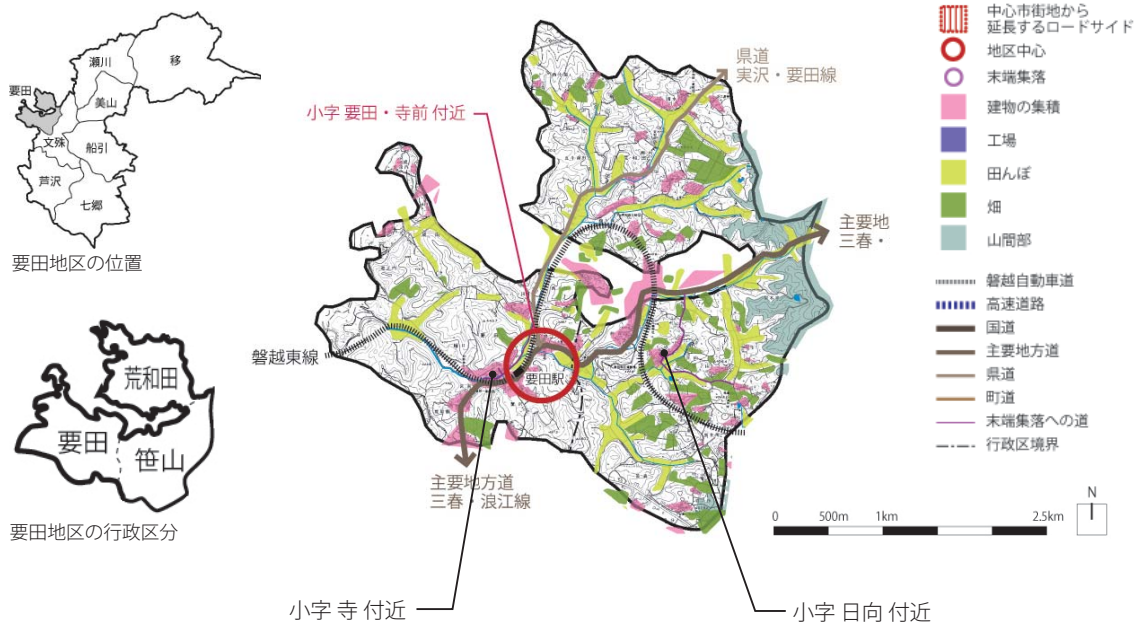 瀬川
移
要田
美山
文殊
船引
芦沢
七郷
要田地区の位置
荒和田
要田
笹山
要田地区の行政区分
県道
実沢・要田線
小字 要田・寺前 付近
主要地
三春・
磐越東線
要田駅
主要地方道
三春・浪江線
小字 寺 付近
小字 日向 付近
中心市街地から
延長するロードサイド
地区中心
末端集落
建物の集積
工場
田んぼ
畑
山間部
磐越自動車道
高速道路
国道
主要地方道
県道
町道
末端集落への道
行政区境界
0 500m 1km 2.5km
N